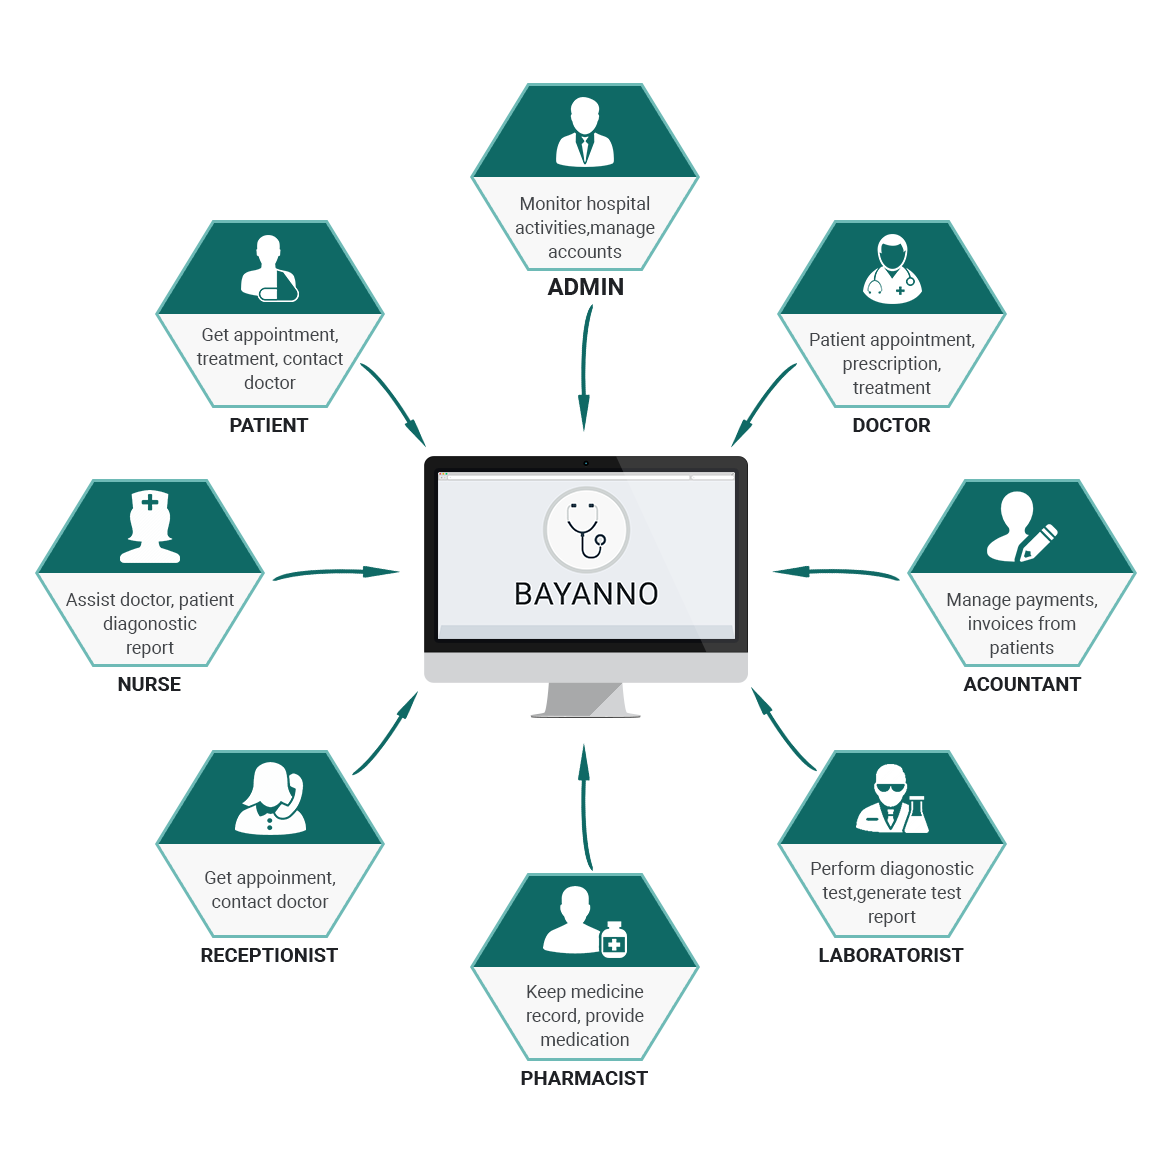 Monitor hospital
activities,manage
accounts
ADMIN
Get appointment,
treatment, contact
doctor
PATIENT
Patient appointment,
prescription,
treatment
DOCTOR
BAYANNO
Assist doctor, patient
diagonostic
report
NURSE
Manage payments,
invoices from
patients
ACOUNTANT
Get appoinment,
contact doctor
RECEPTIONIST
Perform diagonostic
test,generate test
report
LABORATORIST
Keep medicine
record, provide
medication
PHARMACIST